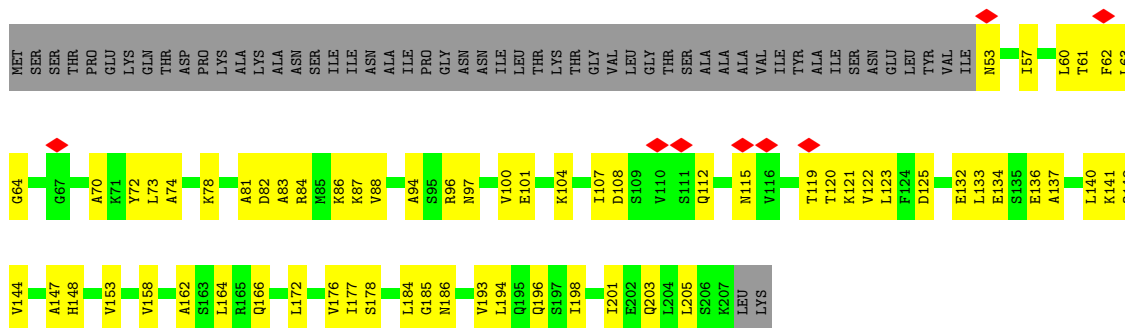 MET SER SER THR PRO GLU LYS GLN THR ASP PRO LYS ALA LYS ALA ASN SER ILE ILE ASN ALA ILE PRO GLY ASN ASN ILE LEU THR LYS THR GLY VAL LEU GLY THR SER ALA ALA ALA VAL ILE TYR ALA ILE SER ASN GLU LEU TYR VAL ILE N53 I57 L60 T61 F62 L63
G64 G67 A70 K71 Y72 L73 A74 K78 A81 D82 A83 R84 M85 K86 K87 V88 A94 S95 R96 N97 V100 E101 K104 I107 D108 S109 V110 S111 Q112 N115 V116 T119 T120 K121 V122 L123 F124 D125 E132 L133 E134 S135 E136 A137 L140 K141
V144 A147 H148 V153 V158 A162 S163 L164 R165 Q166 L172 V176 I177 S178 L184 G185 N186 V193 L194 Q195 Q196 S197 I198 I201 E202 Q203 L204 L205 S206 K207 LEU LYS